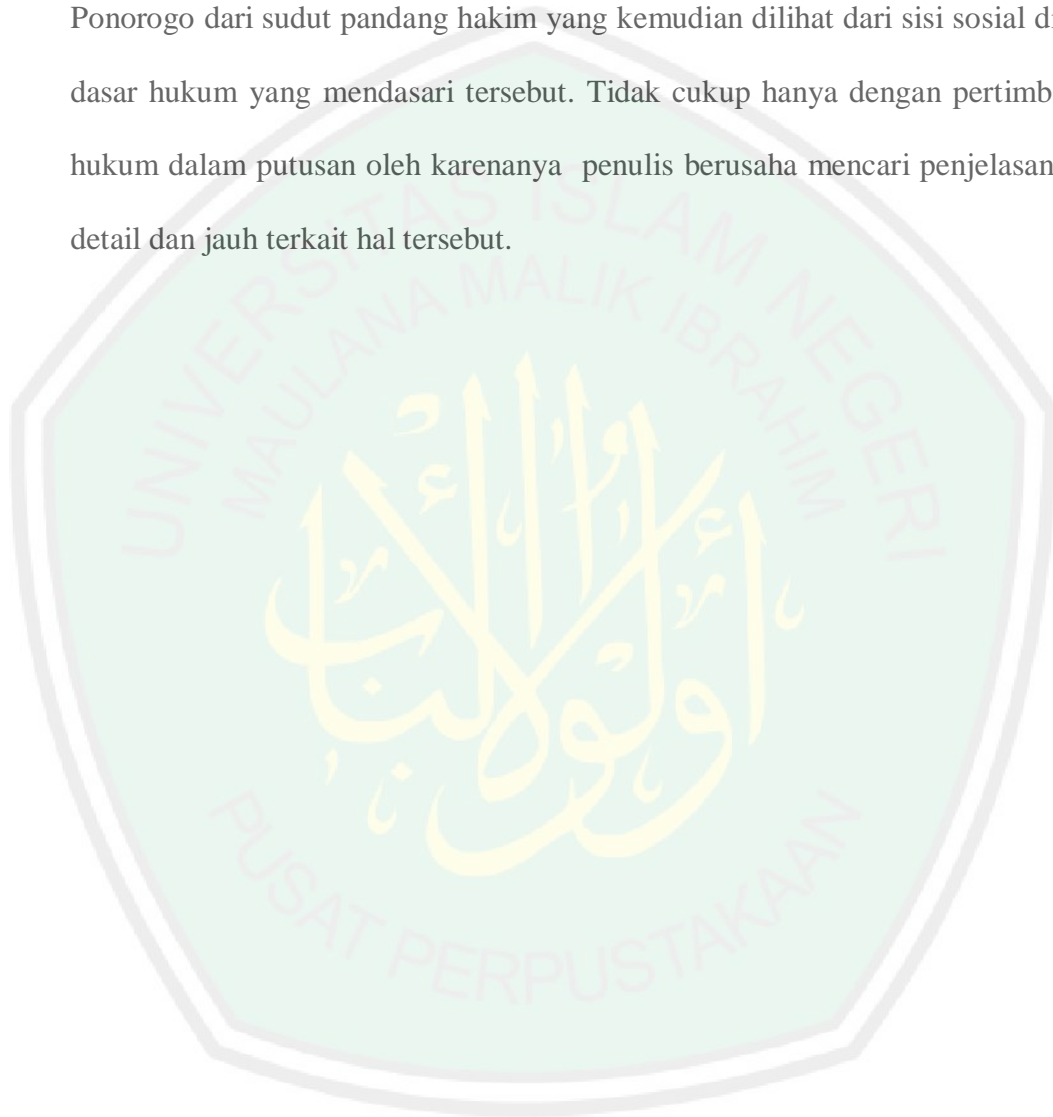 Ponorogo dari sudut pandang hakim yang kemudian dilihat dari sisi sosial
dasar hukum yang mendasari tersebut. Tidak cukup hanya dengan
hukum dalam putusan oleh karenanya penulis berusaha mencari penjelasan
detail dan jauh terkait hal tersebut.
UNIVERSITAS ISLAM NEGERI
MAULANA MALIK IBRAHIM
أولوا الألباب
PUSAT PERPUSTAKAAN